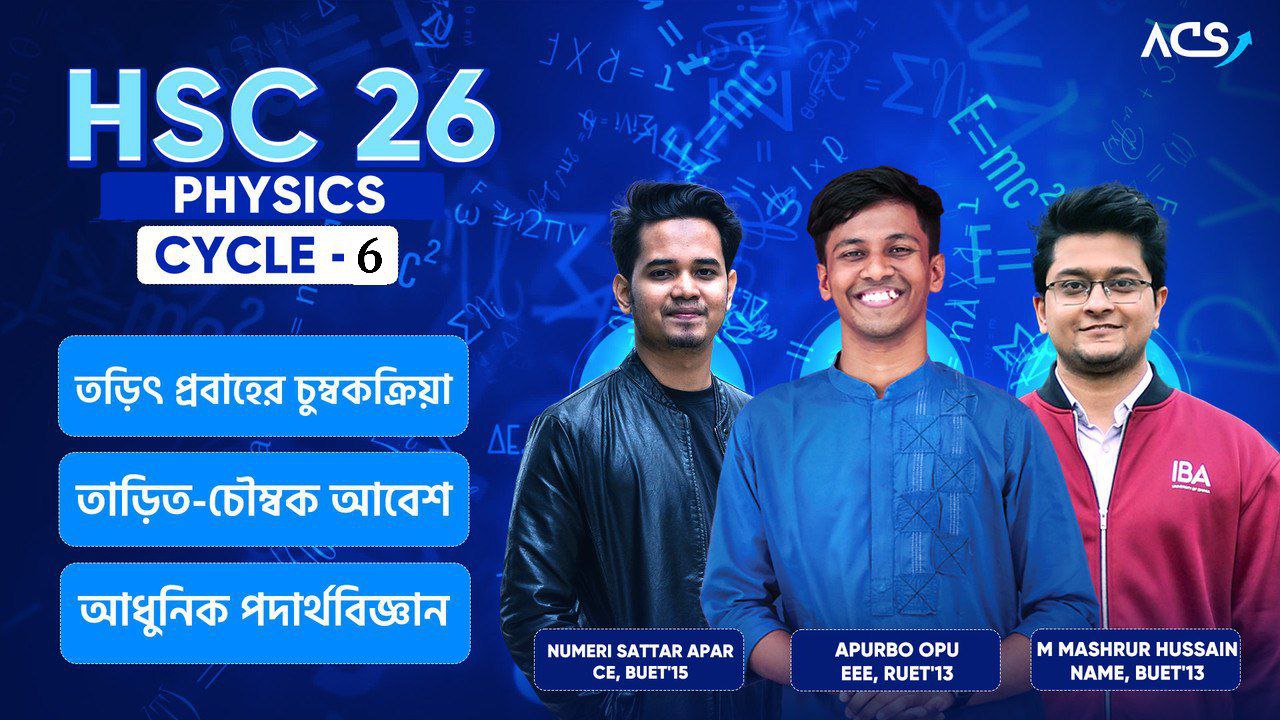 ACS
HSC 26
PHYSICS
CYCLE - 6
তড়িৎ প্রবাহের চুম্বকক্রিয়া
তাড়িত-চৌম্বক আবেশ
আধুনিক পদার্থবিজ্ঞান
IBA
NUMERI SATTAR APAR
CE, BUET'15
APURBO OPU
EEE, RUET'13
M MASHRUR HUSSAIN
NAME, BUET'13
E=mc²